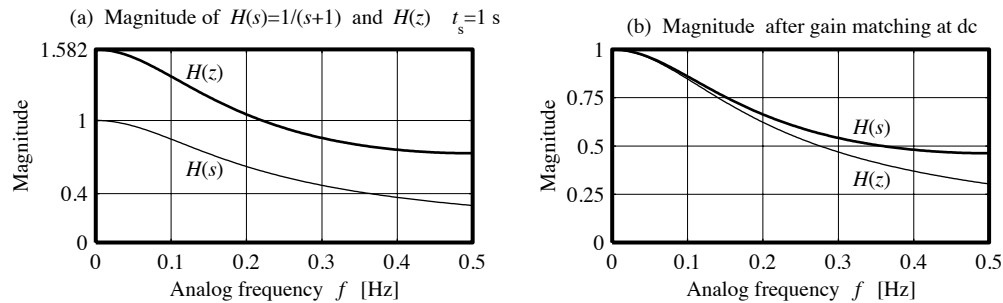 (a) Magnitude of H(s)=1/(s+1) and H(z) ts=1 s
1.582
1
0.4
0
Magnitude
H(z)
H(s)
0 0.1 0.2 0.3 0.4 0.5
Analog frequency f [Hz]
(b) Magnitude after gain matching at dc
1
0.75
0.5
0.25
0
Magnitude
H(s)
H(z)
0 0.1 0.2 0.3 0.4 0.5
Analog frequency f [Hz]